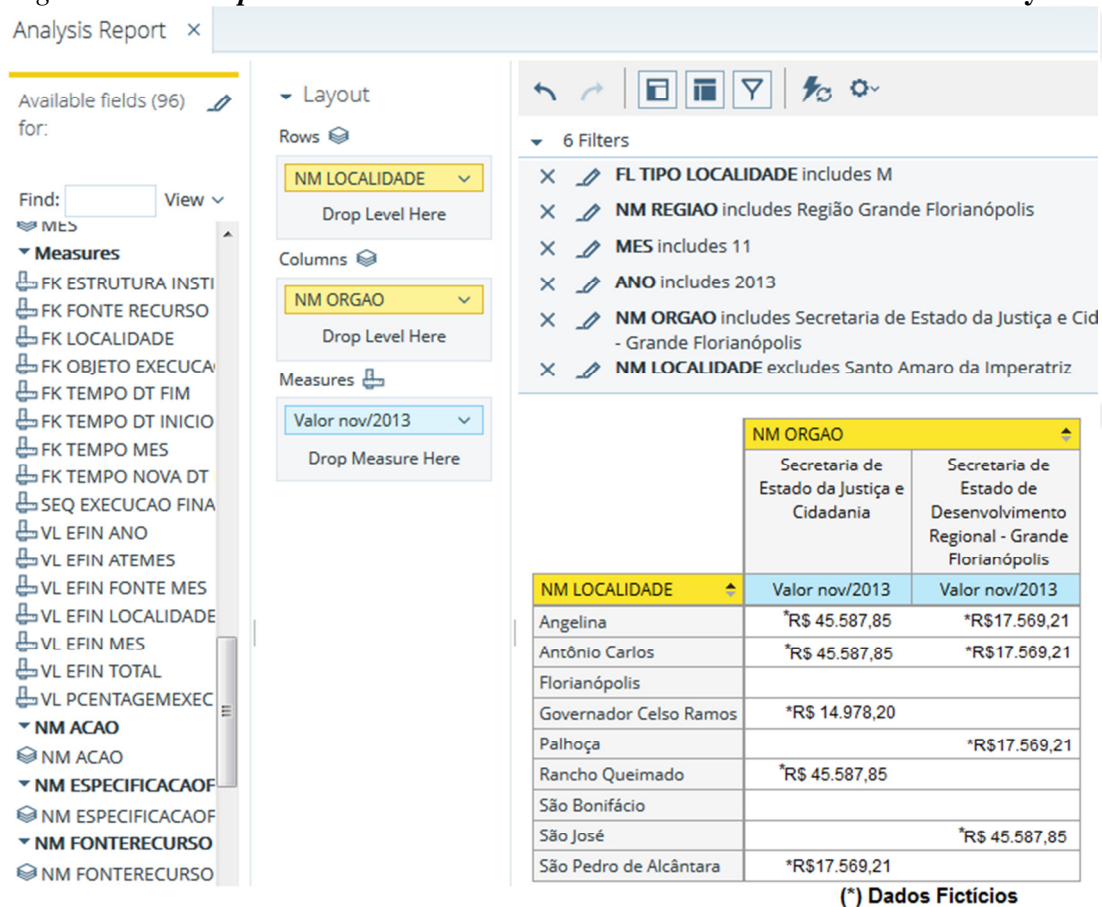 Analysis Report ×
Available fields (96)
for:
Find:
View
MES
Measures
FK ESTRUTURA INSTI
FK FONTE RECURSO
FK LOCALIDADE
FK OBJETO EXECUCA
FK TEMPO DT FIM
FK TEMPO DT INICIO
FK TEMPO MES
FK TEMPO NOVA DT
SEQ EXECUCAO FINA
VL EFIN ANO
VL EFIN ATEMES
VL EFIN FONTE MES
VL EFIN LOCALIDADE
VL EFIN MES
VL EFIN TOTAL
VL PCENTAGEMEXEC
NM ACAO
NM ACAO
NM ESPECIFICACAOF
NM ESPECIFICACAOF
NM FONTERECURSO
NM FONTERECURSO
Layout
Rows
NM LOCALIDADE
Drop Level Here
Columns
NM ORGAO
Drop Level Here
Measures
Valor nov/2013
Drop Measure Here
6 Filters
FL TIPO LOCALIDADE includes M
NM REGIAO includes Região Grande Florianópolis
MES includes 11
ANO includes 2013
NM ORGAO includes Secretaria de Estado da Justiça e Cid
- Grande Florianópolis
NM LOCALIDADE excludes Santo Amaro da Imperatriz
NM ORGAO
Secretaria de
Estado da Justiça e
Cidadania
Secretaria de
Estado de
Desenvolvimento
Regional - Grande
Florianópolis
NM LOCALIDADE Valor nov/2013 Valor nov/2013
Angelina *R$ 45.587,85 *R$17.569,21
Antônio Carlos *R$ 45.587,85 *R$17.569,21
Florianópolis
Governador Celso Ramos *R$ 14.978,20
Palhoça *R$17.569,21
Rancho Queimado *R$ 45.587,85
São Bonifácio
São José *R$ 45.587,85
São Pedro de Alcântara *R$17.569,21
(*) Dados Fictícios